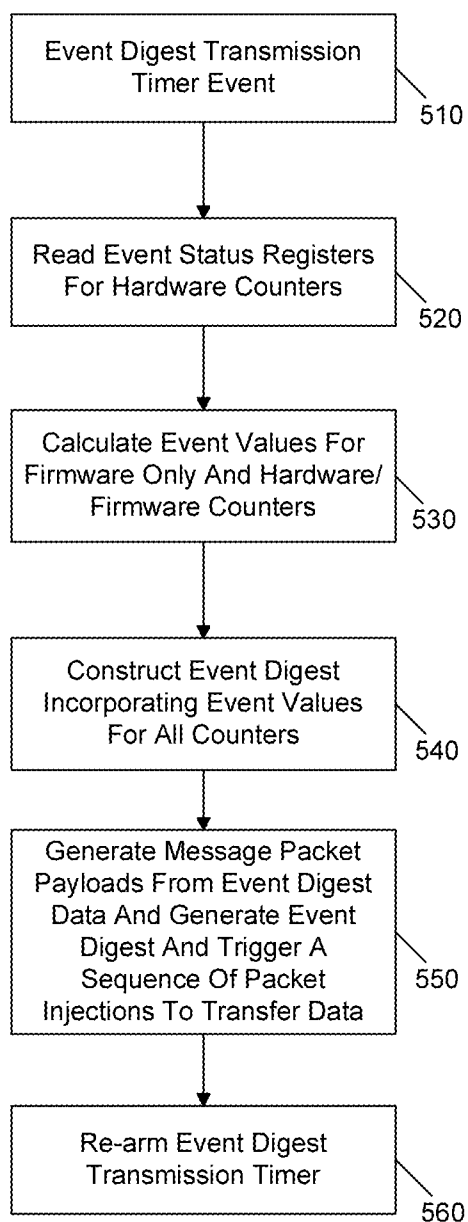 Event Digest Transmission
Timer Event
510
Read Event Status Registers
For Hardware Counters
520
Calculate Event Values For
Firmware Only And Hardware/
Firmware Counters
530
Construct Event Digest
Incorporating Event Values
For All Counters
540
Generate Message Packet
Payloads From Event Digest
Data And Generate Event
Digest And Trigger A
Sequence Of Packet
Injections To Transfer Data
550
Re-arm Event Digest
Transmission Timer
560